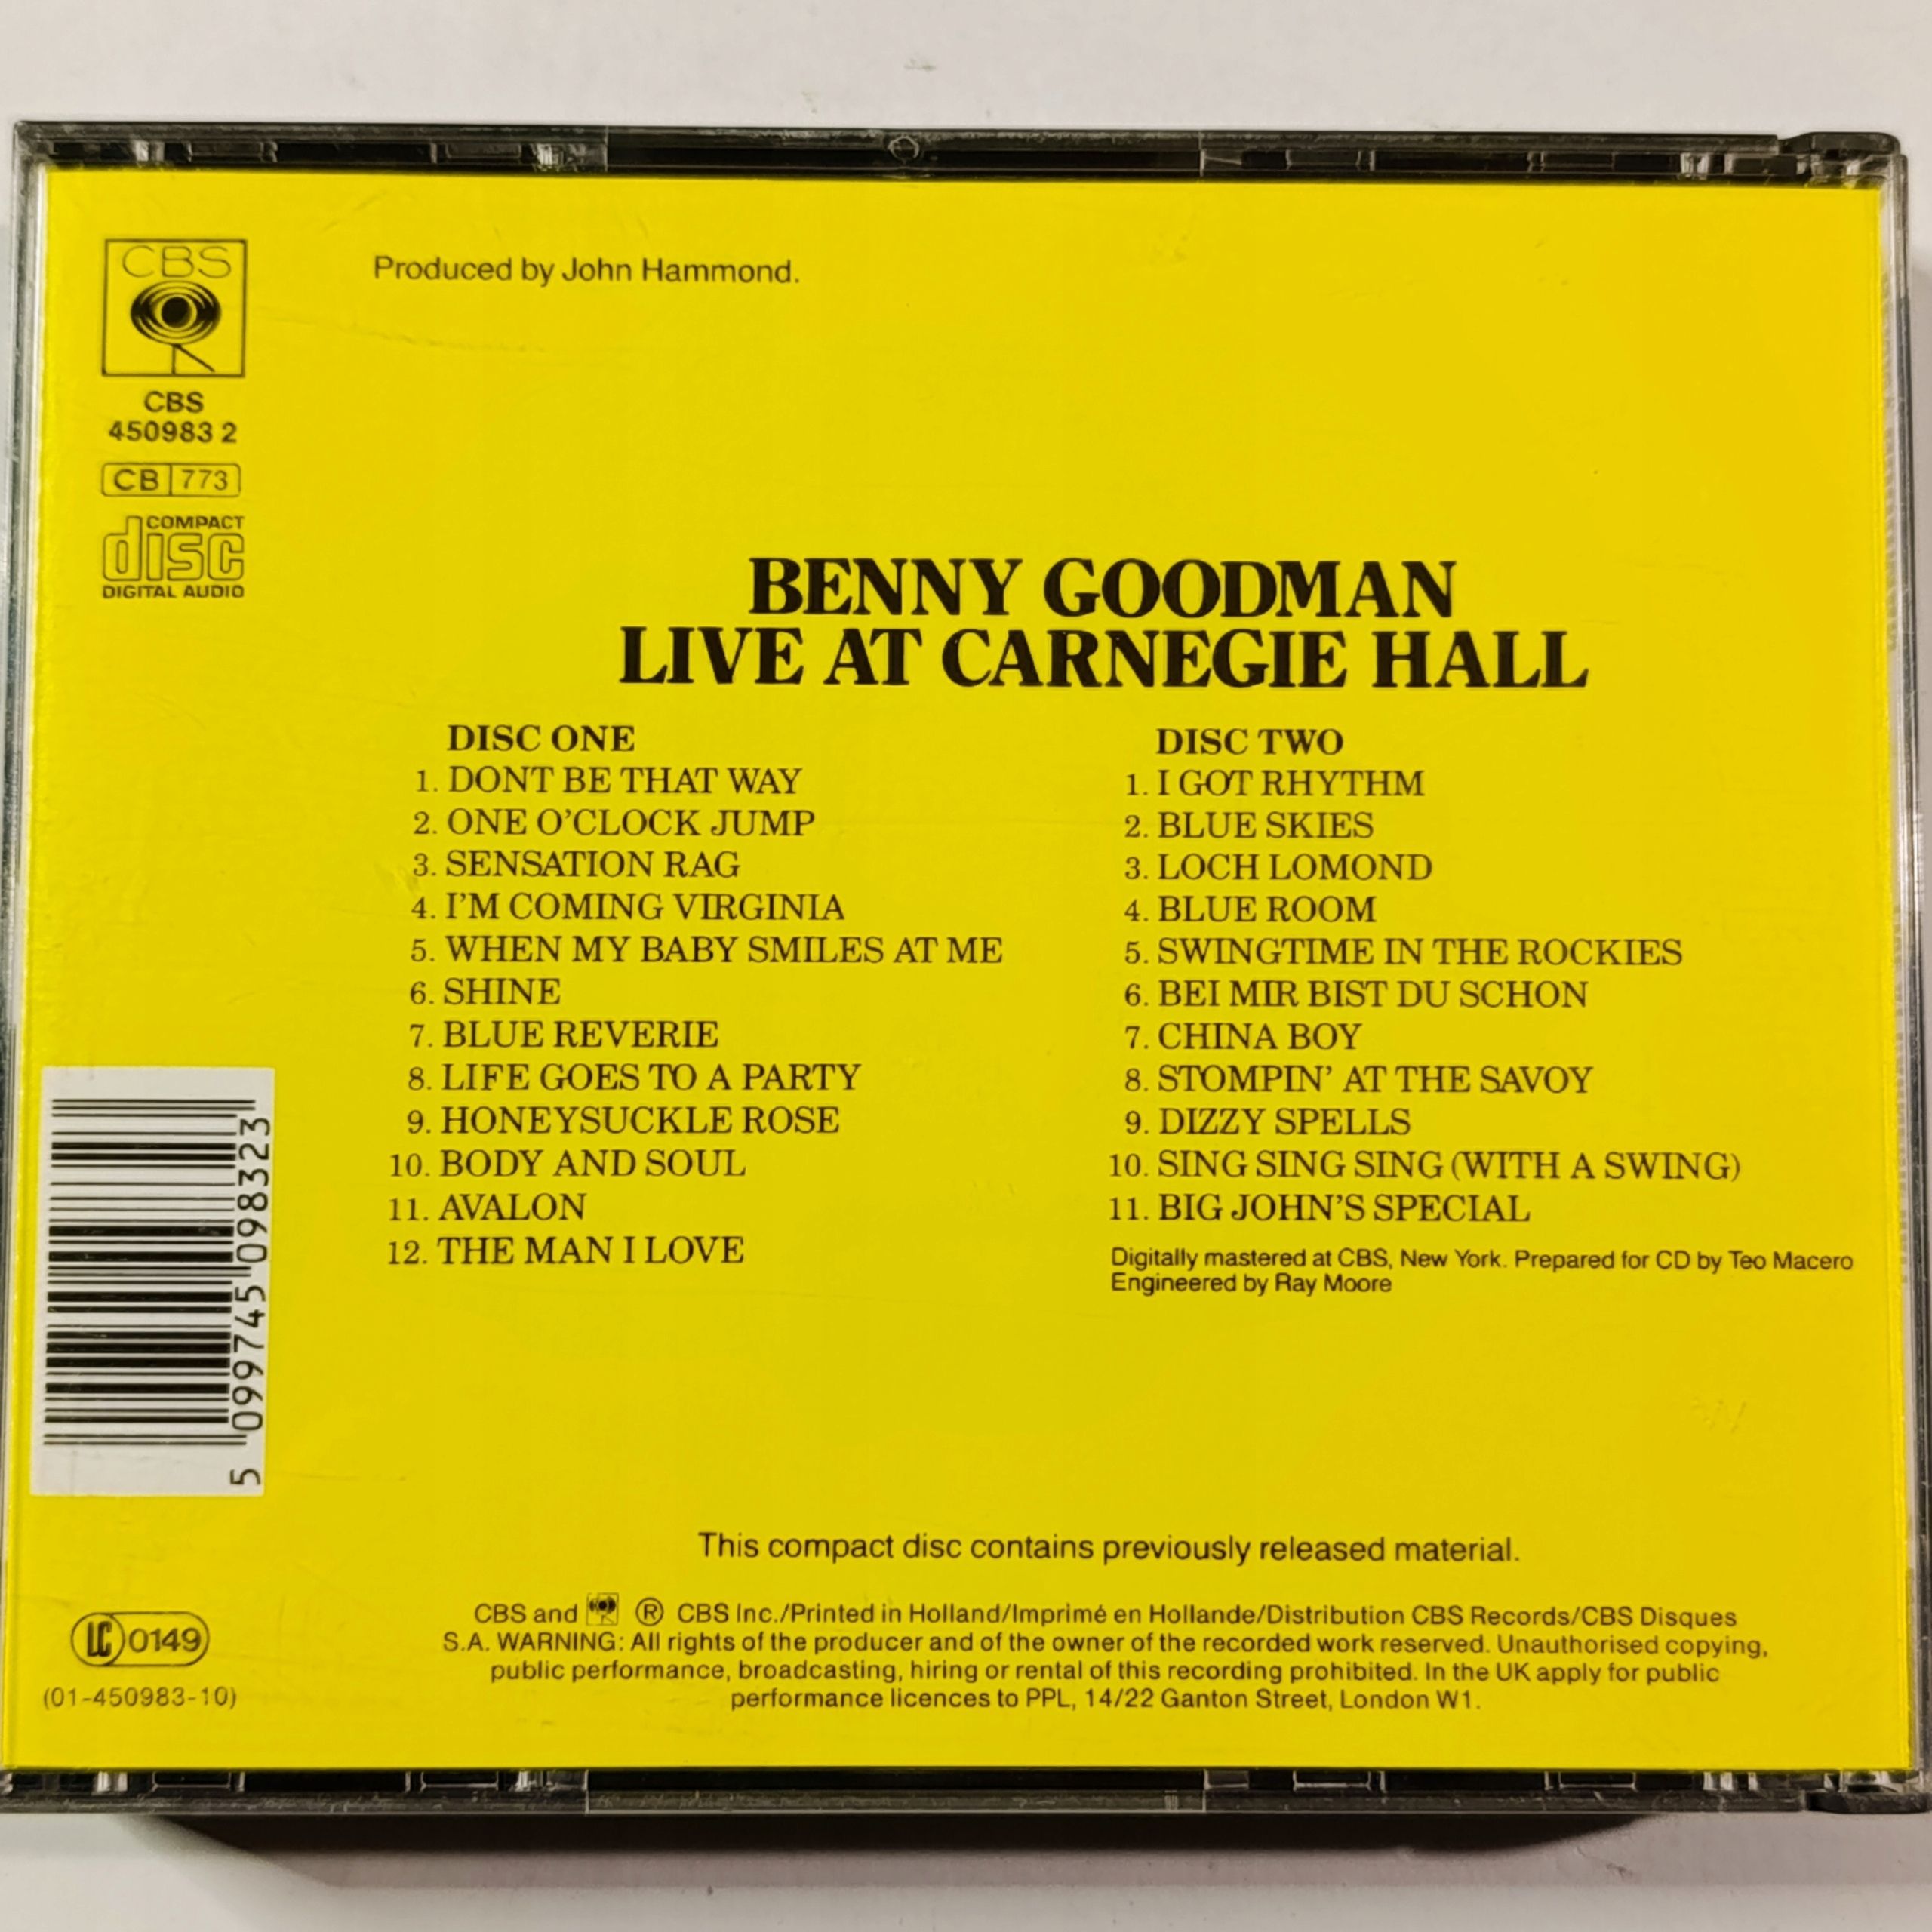 CBS
CBS
450983 2
CB 773
COMPACT
disc
DIGITAL AUDIO
Produced by John Hammond.
BENNY GOODMAN
LIVE AT CARNEGIE HALL
DISC ONE
1. DONT BE THAT WAY
2. ONE O'CLOCK JUMP
3. SENSATION RAG
4. I'M COMING VIRGINIA
5. WHEN MY BABY SMILES AT ME
6. SHINE
7. BLUE REVERIE
8. LIFE GOES TO A PARTY
9. HONEYSUCKLE ROSE
10. BODY AND SOUL
11. AVALON
12. THE MAN I LOVE
DISC TWO
1. I GOT RHYTHM
2. BLUE SKIES
3. LOCH LOMOND
4. BLUE ROOM
5. SWINGTIME IN THE ROCKIES
6. BEI MIR BIST DU SCHON
7. CHINA BOY
8. STOMPIN' AT THE SAVOY
9. DIZZY SPELLS
10. SING SING SING (WITH A SWING)
11. BIG JOHN'S SPECIAL
Digitally mastered at CBS, New York. Prepared for CD by Teo Macero
Engineered by Ray Moore
5 099745 098323
This compact disc contains previously released material.
CBS and ® CBS Inc./Printed in Holland/Imprimé en Hollande/Distribution CBS Records/CBS Disques
S.A. WARNING: All rights of the producer and of the owner of the recorded work reserved. Unauthorised copying,
public performance, broadcasting, hiring or rental of this recording prohibited. In the UK apply for public
performance licences to PPL, 14/22 Ganton Street, London W1.
LC 0149
(01-450983-10)